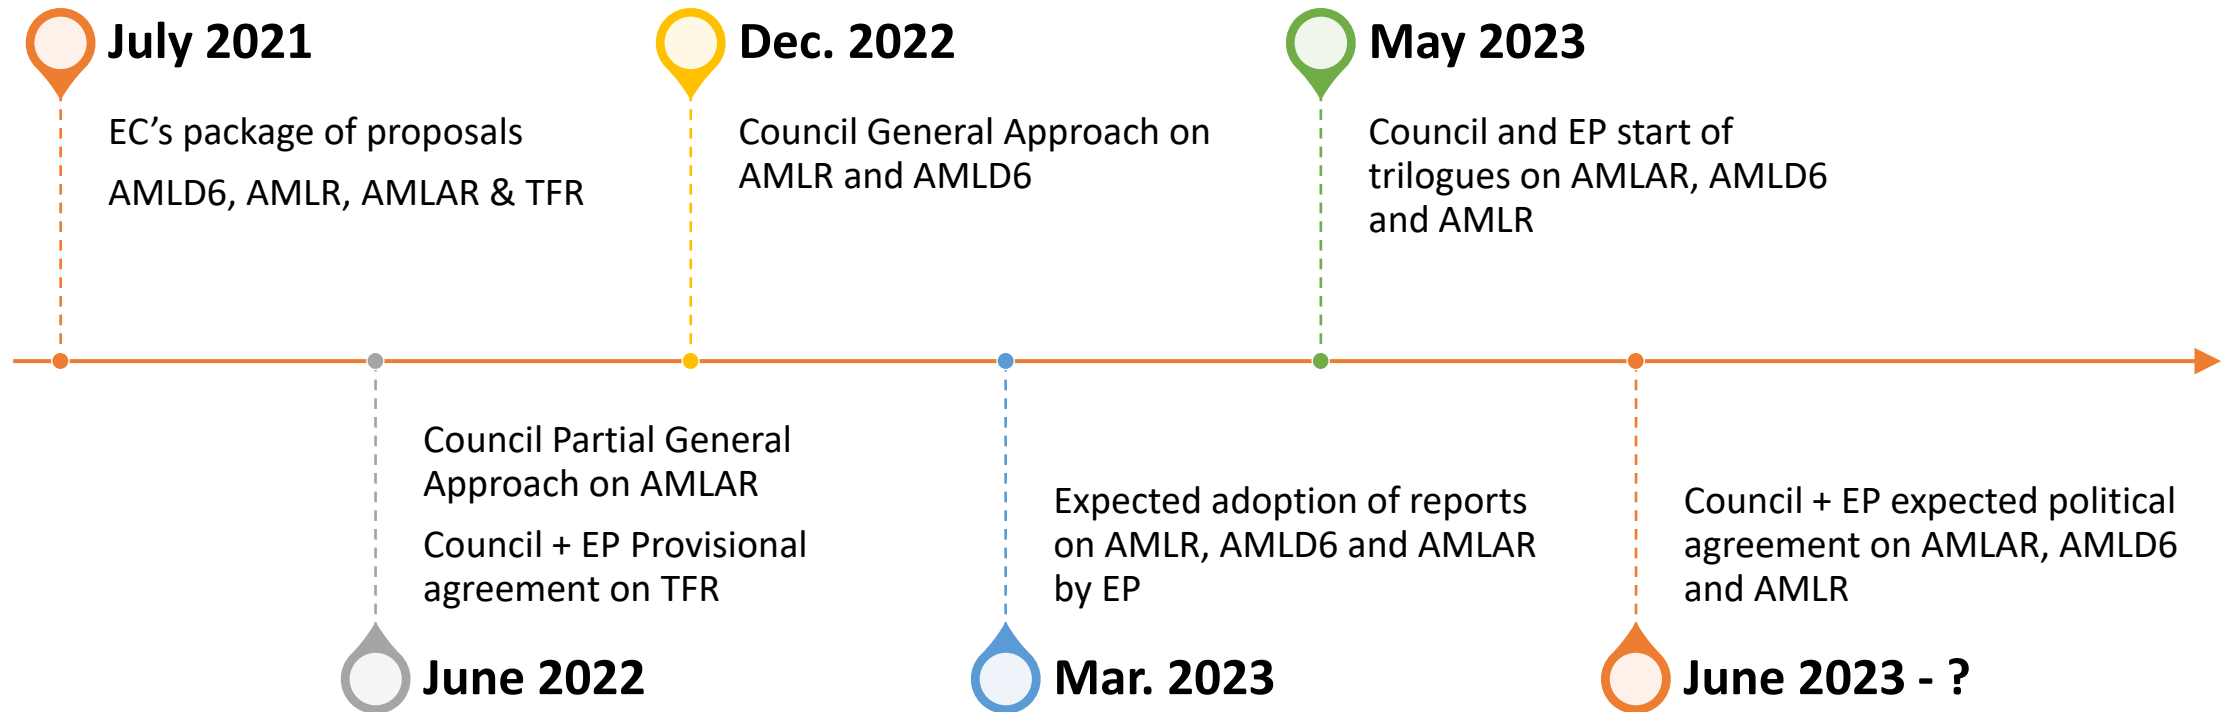 July 2021
EC’s package of proposals
AMLD6, AMLR, AMLAR & TFR
Council Partial General
Approach on AMLAR
Council + EP Provisional
agreement on TFR
June 2022
Dec. 2022
Council General Approach on
AMLR and AMLD6
Expected adoption of reports
on AMLR, AMLD6 and AMLAR
by EP
Mar. 2023
May 2023
Council and EP start of
trilogues on AMLAR, AMLD6
and AMLR
Council + EP expected political
agreement on AMLAR, AMLD6
and AMLR
June 2023 - ?